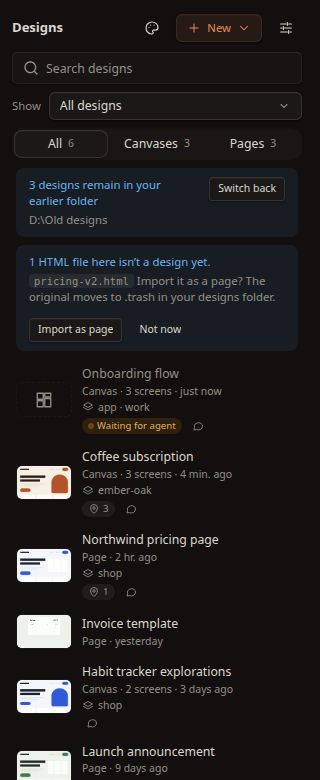 Designs
New
Search designs
Show
All designs
All 6
Canvases 3
Pages 3
3 designs remain in your
earlier folder
D:\Old designs
Switch back
1 HTML file here isn't a design yet.
pricing-v2.html Import it as a page? The
original moves to .trash in your designs folder.
Import as page
Not now
Onboarding flow
Canvas · 3 screens · just now
app · work
Waiting for agent
Coffee subscription
Canvas · 3 screens · 4 min. ago
ember-oak
3
Northwind pricing page
Page · 2 hr. ago
shop
1
Invoice template
Page · yesterday
Habit tracker explorations
Canvas · 2 screens · 3 days ago
shop
Launch announcement
Page · 9 days ago